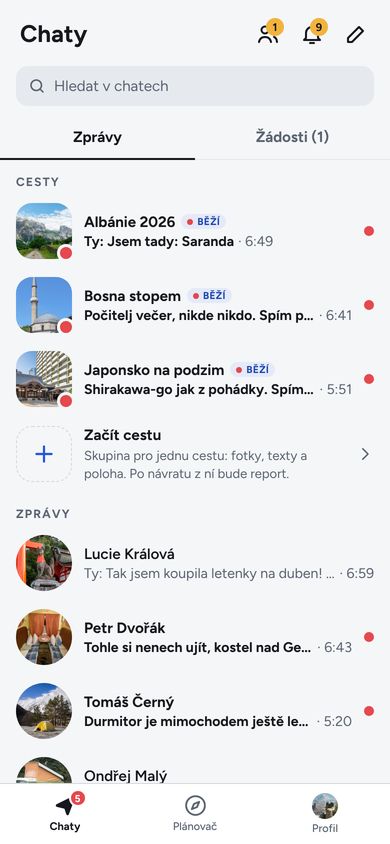 Chaty
1
9
Hledat v chatech
Zprávy
Žádosti (1)
CESTY
Albánie 2026 BĚŽÍ
Ty: Jsem tady: Saranda · 6:49
Bosna stopem BĚŽÍ
Počitelj večer, nikde nikdo. Spím p... · 6:41
Japonsko na podzim BĚŽÍ
Shirakawa-go jak z pohádky. Spím... · 5:51
Začít cestu
Skupina pro jednu cestu: fotky, texty a
poloha. Po návratu z ní bude report.
ZPRÁVY
Lucie Králová
Ty: Tak jsem koupila letenky na duben! ... · 6:59
Petr Dvořák
Tohle si nenech ujít, kostel nad Ge... · 6:43
Tomáš Černý
Durmitor je mimochodem ještě le... · 5:20
Ondřej Malý
5
Chaty
Plánovač
Profil